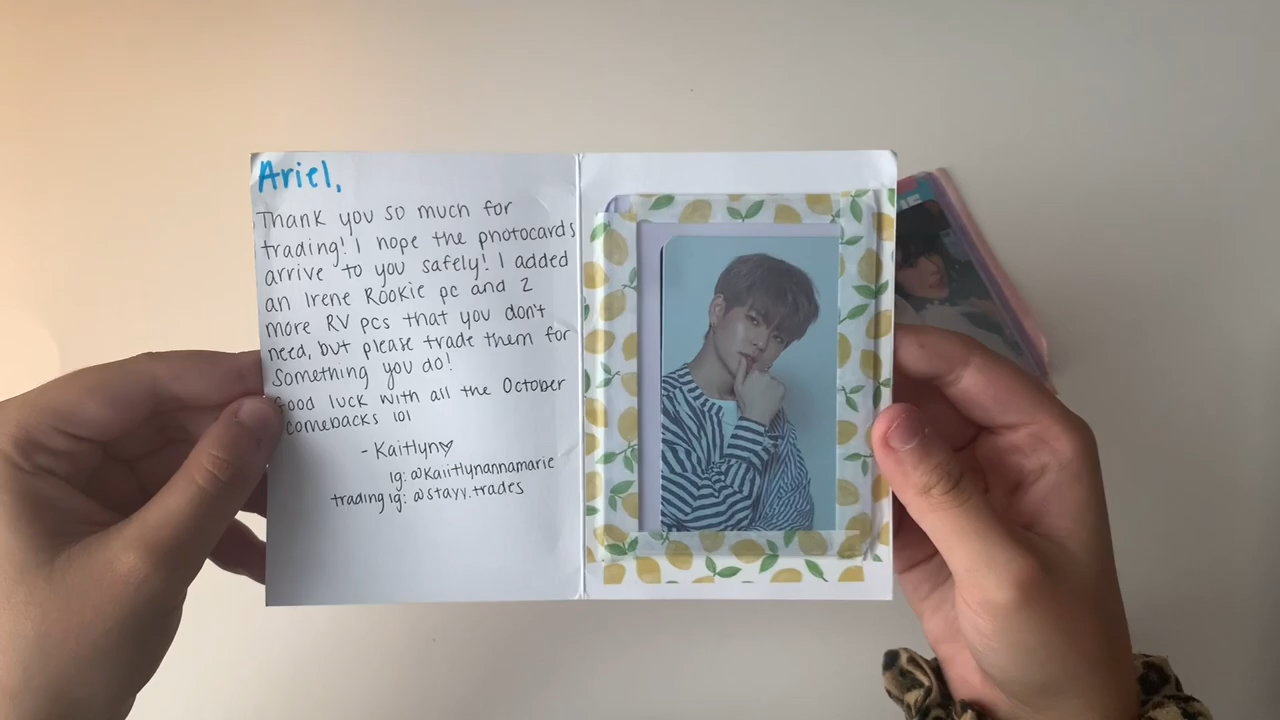 Ariel,
Thank you so much for
trading! I hope the photocards
arrive to you safely! I added
an Irene Rookie pc and 2
more RV pcs that you don't
need, but please trade them for
something you do!
Good luck with all the October
comebacks lol
- Kaitlyn♡
ig: @kaiitlynannamarie
trading ig: @stayy.trades